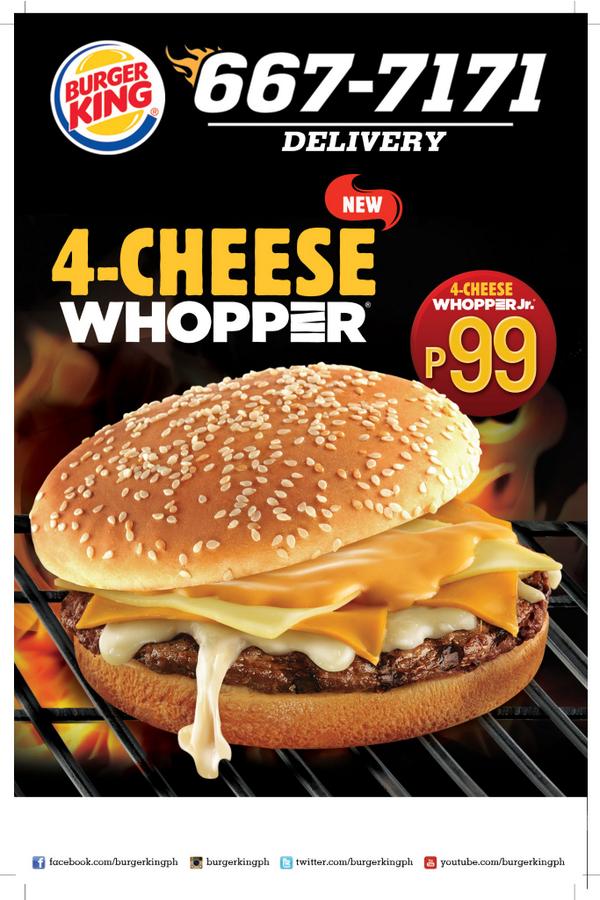 BURGER
KING®
667-7171
DELIVERY
NEW
4-CHEESE
WHOPPER®
4-CHEESE
WHOPPER Jr.®
P99
facebook.com/burgerkingph burgerkingph twitter.com/burgerkingph youtube.com/burgerkingph